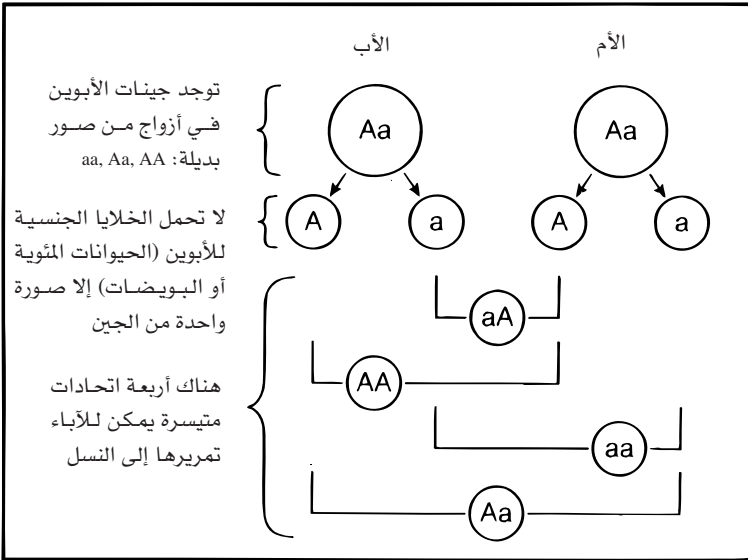 الأم
الأب
توجد جينات الأبوين
في أزواج من صور
بديلة: aa, Aa, AA
Aa
Aa
لا تحمل الخلايا الجنسية
للأبوين (الحيوانات المئوية
أو البويضات) إلا صورة
واحدة من الجين
A
a
A
a
هناك أربعة اتحادات
متيسرة يمكن للآباء
تمريرها إلى النسل
aA
AA
aa
Aa